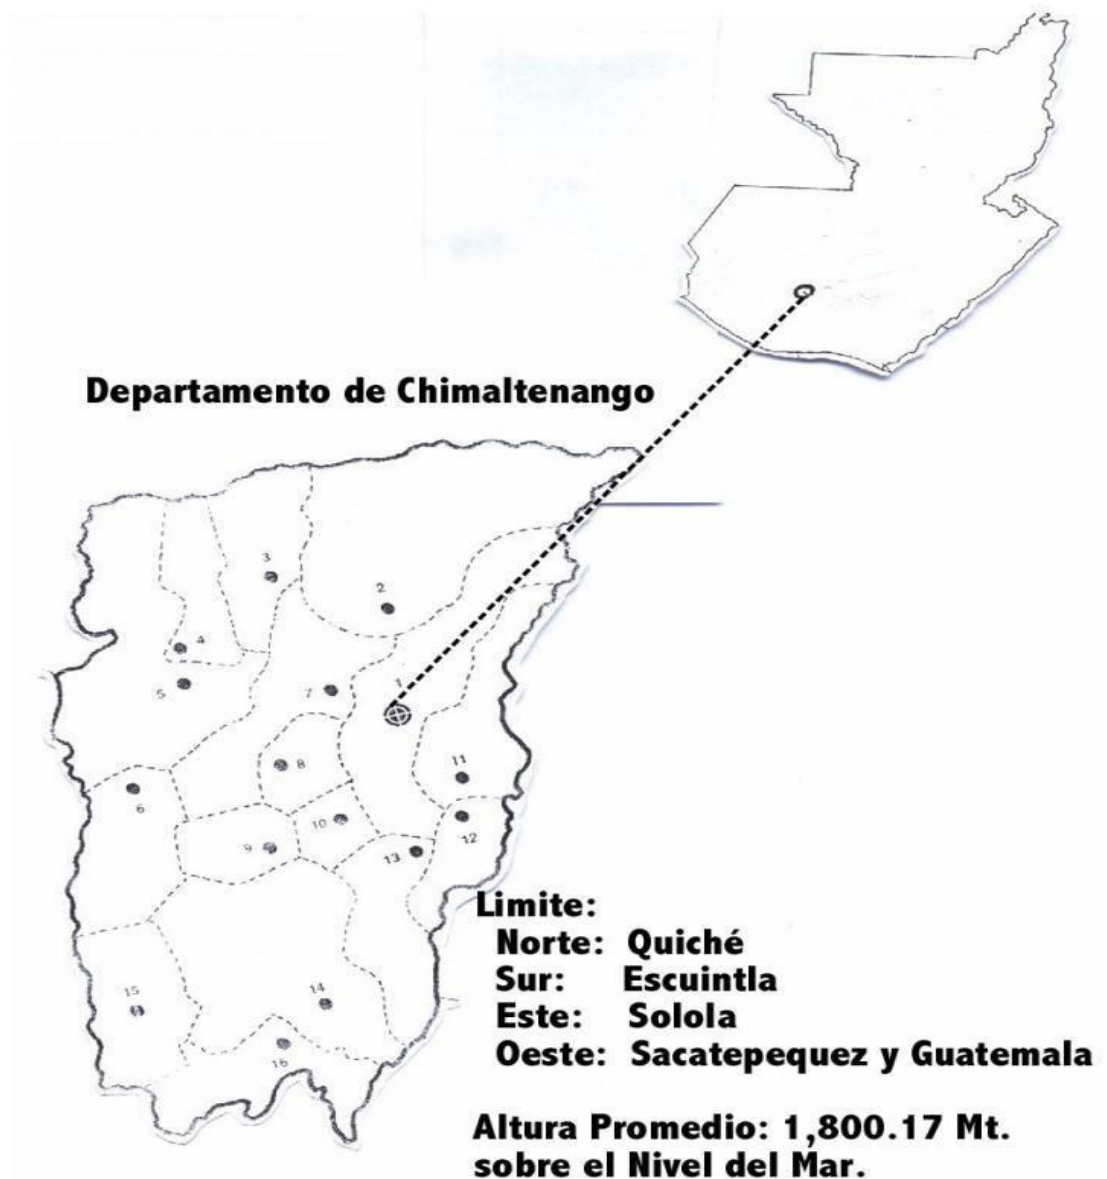 Departamento de Chimaltenango
3
2
4
5
7
1
8
11
6
10
12
9
13
Limite:
Norte: Quiché
Sur: Escuintla
Este: Solola
Oeste: Sacatepequez y Guatemala
15
14
16
Altura Promedio: 1,800.17 Mt.
sobre el Nivel del Mar.